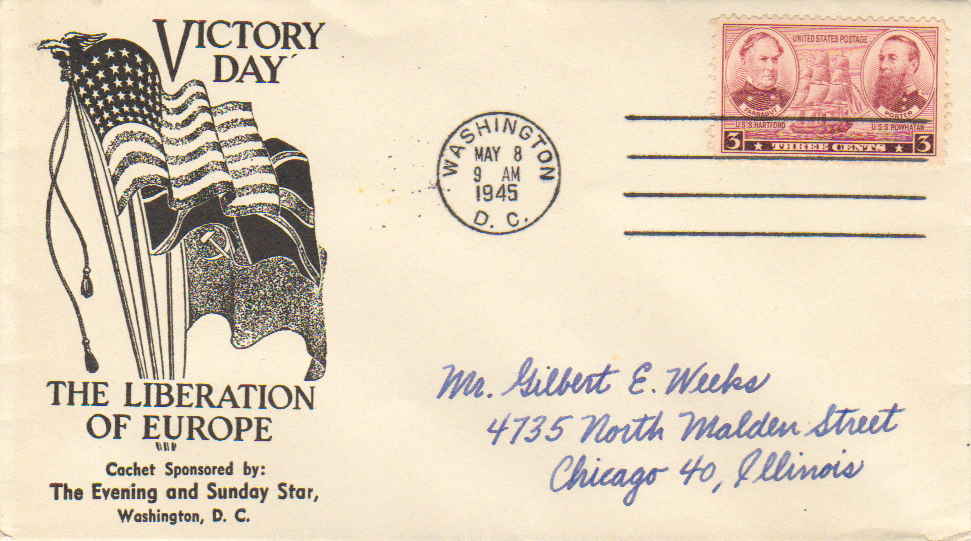 VICTORY
DAY
THE LIBERATION
OF EUROPE
Cachet Sponsored by:
The Evening and Sunday Star,
Washington, D. C.
WASHINGTON
MAY 8
9 AM
1945
D. C.
UNITED STATES POSTAGE
FARRAGUT
PORTER
U.S.S. HARTFORD
U.S.S. POWHATAN
3 THREE CENTS 3
Mr. Gilbert E. Weeks
4735 North Malden Street
Chicago 40, Illinois